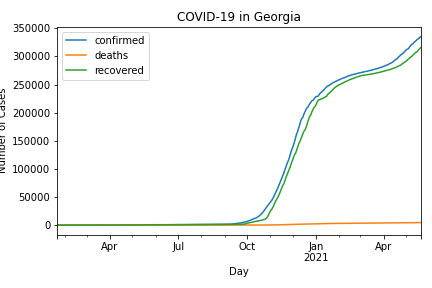 COVID-19 in Georgia
350000
300000
250000
200000
150000
100000
50000
0
Number of Cases
confirmed
deaths
recovered
Apr
Jul
Oct
Jan
2021
Apr
Day